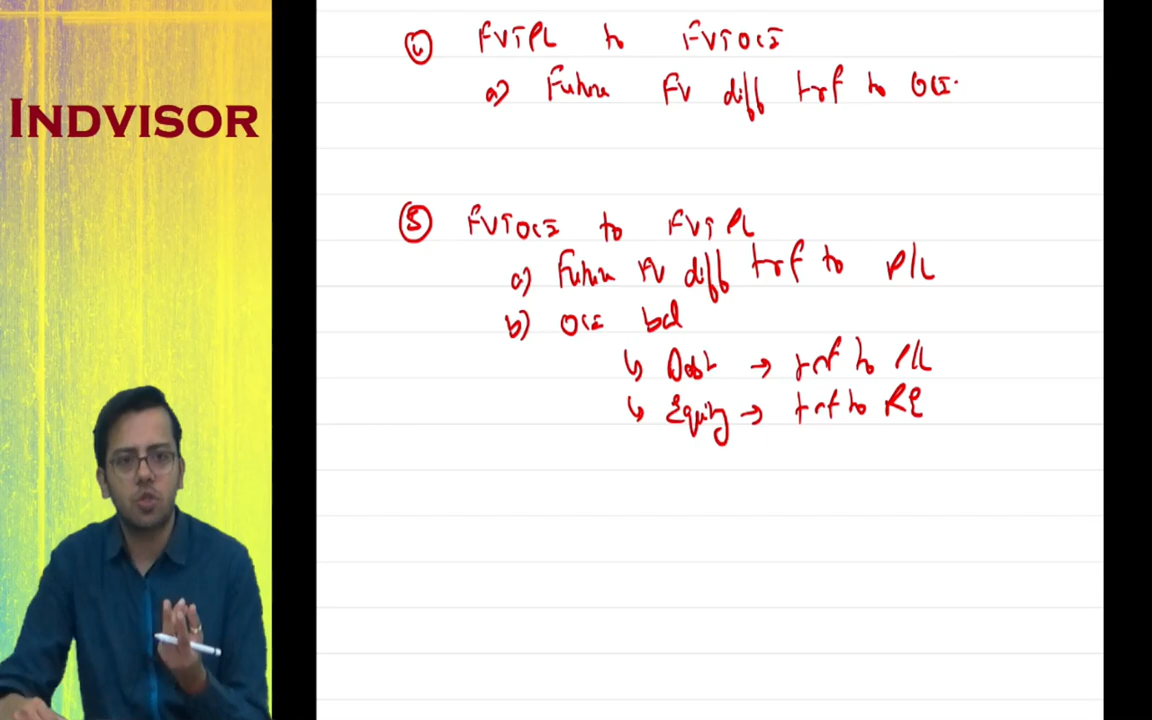 INDVISOR
④ FVTPL to FVTOCI
a) Future FV diff trf to OCI.
⑤ FVTOCI to FVTPL
a) Future FV diff trf to P/L
b) OCI bal
↳ Debt → trf to P/L
↳ Equity → trf to RE